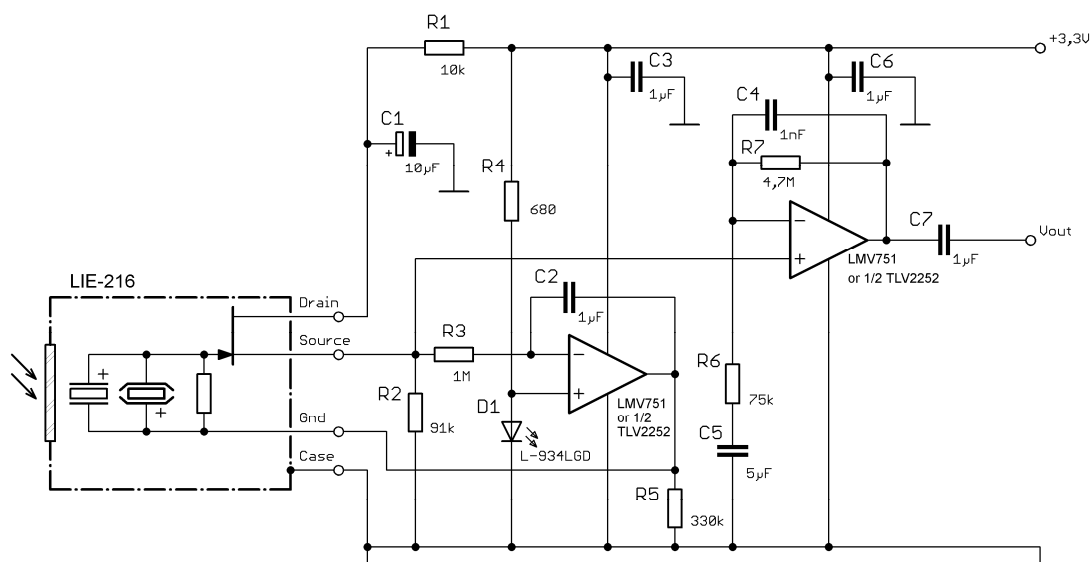 R1
10k
+3,3V
C3
1µF
C6
1µF
C4
1nF
C1
+
10µF
R4
680
R7
4,7M
−
+
LMV751
or 1/2 TLV2252
C7
1µF
Vout
LIE-216
Drain
Source
Gnd
Case
+
+
C2
1µF
R3
1M
−
+
LMV751
or 1/2
TLV2252
R2
91k
D1
L-934LGD
R6
75k
C5
5µF
R5
330k